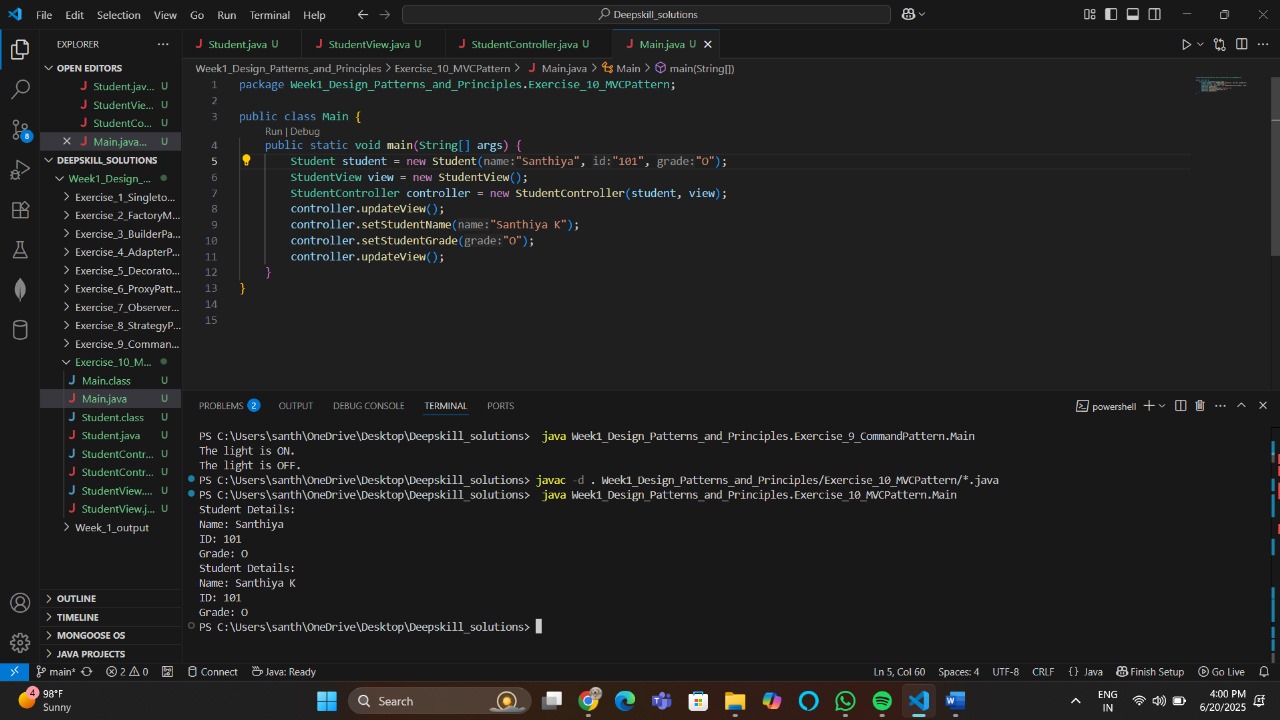 File Edit Selection View Go Run Terminal Help
Deepskill_solutions
EXPLORER
Student.java U
StudentView.java U
StudentController.java U
Main.java U
OPEN EDITORS
Student.jav... U
StudentVie... U
StudentCo... U
Main.java... U
DEEPSKILL_SOLUTIONS
Week1_Design_...
Exercise_1_Singleto...
Exercise_2_FactoryM...
Exercise_3_BuilderPa...
Exercise_4_AdapterP...
Exercise_5_Decorato...
Exercise_6_ProxyPatt...
Exercise_7_Observer...
Exercise_8_StrategyP...
Exercise_9_Comman...
Exercise_10_M...
Main.class U
Main.java U
Student.class U
Student.java U
StudentContr... U
StudentContr... U
StudentView.... U
StudentView.j... U
Week_1_output
OUTLINE
TIMELINE
MONGOOSE OS
JAVA PROJECTS
8
Week1_Design_Patterns_and_Principles > Exercise_10_MVCPattern > Main.java > Main > main(String[])
1 package Week1_Design_Patterns_and_Principles.Exercise_10_MVCPattern;
2
3 public class Main {
Run | Debug
4 public static void main(String[] args) {
5 Student student = new Student(name:"Santhiya", id:"101", grade:"O");
6 StudentView view = new StudentView();
7 StudentController controller = new StudentController(student, view);
8 controller.updateView();
9 controller.setStudentName(name:"Santhiya K");
10 controller.setStudentGrade(grade:"O");
11 controller.updateView();
12 }
13 }
14
15
PROBLEMS 2 OUTPUT DEBUG CONSOLE TERMINAL PORTS
powershell
PS C:\Users\santh\OneDrive\Desktop\Deepskill_solutions> java Week1_Design_Patterns_and_Principles.Exercise_9_CommandPattern.Main
The light is ON.
The light is OFF.
PS C:\Users\santh\OneDrive\Desktop\Deepskill_solutions> javac -d . Week1_Design_Patterns_and_Principles/Exercise_10_MVCPattern/*.java
PS C:\Users\santh\OneDrive\Desktop\Deepskill_solutions> java Week1_Design_Patterns_and_Principles.Exercise_10_MVCPattern.Main
Student Details:
Name: Santhiya
ID: 101
Grade: O
Student Details:
Name: Santhiya K
ID: 101
Grade: O
PS C:\Users\santh\OneDrive\Desktop\Deepskill_solutions>
main* 2 0 Connect Java: Ready Ln 5, Col 60 Spaces: 4 UTF-8 CRLF {} Java Finish Setup Go Live
4
98°F
Sunny
Search
ENG
IN
4:00 PM
6/20/2025